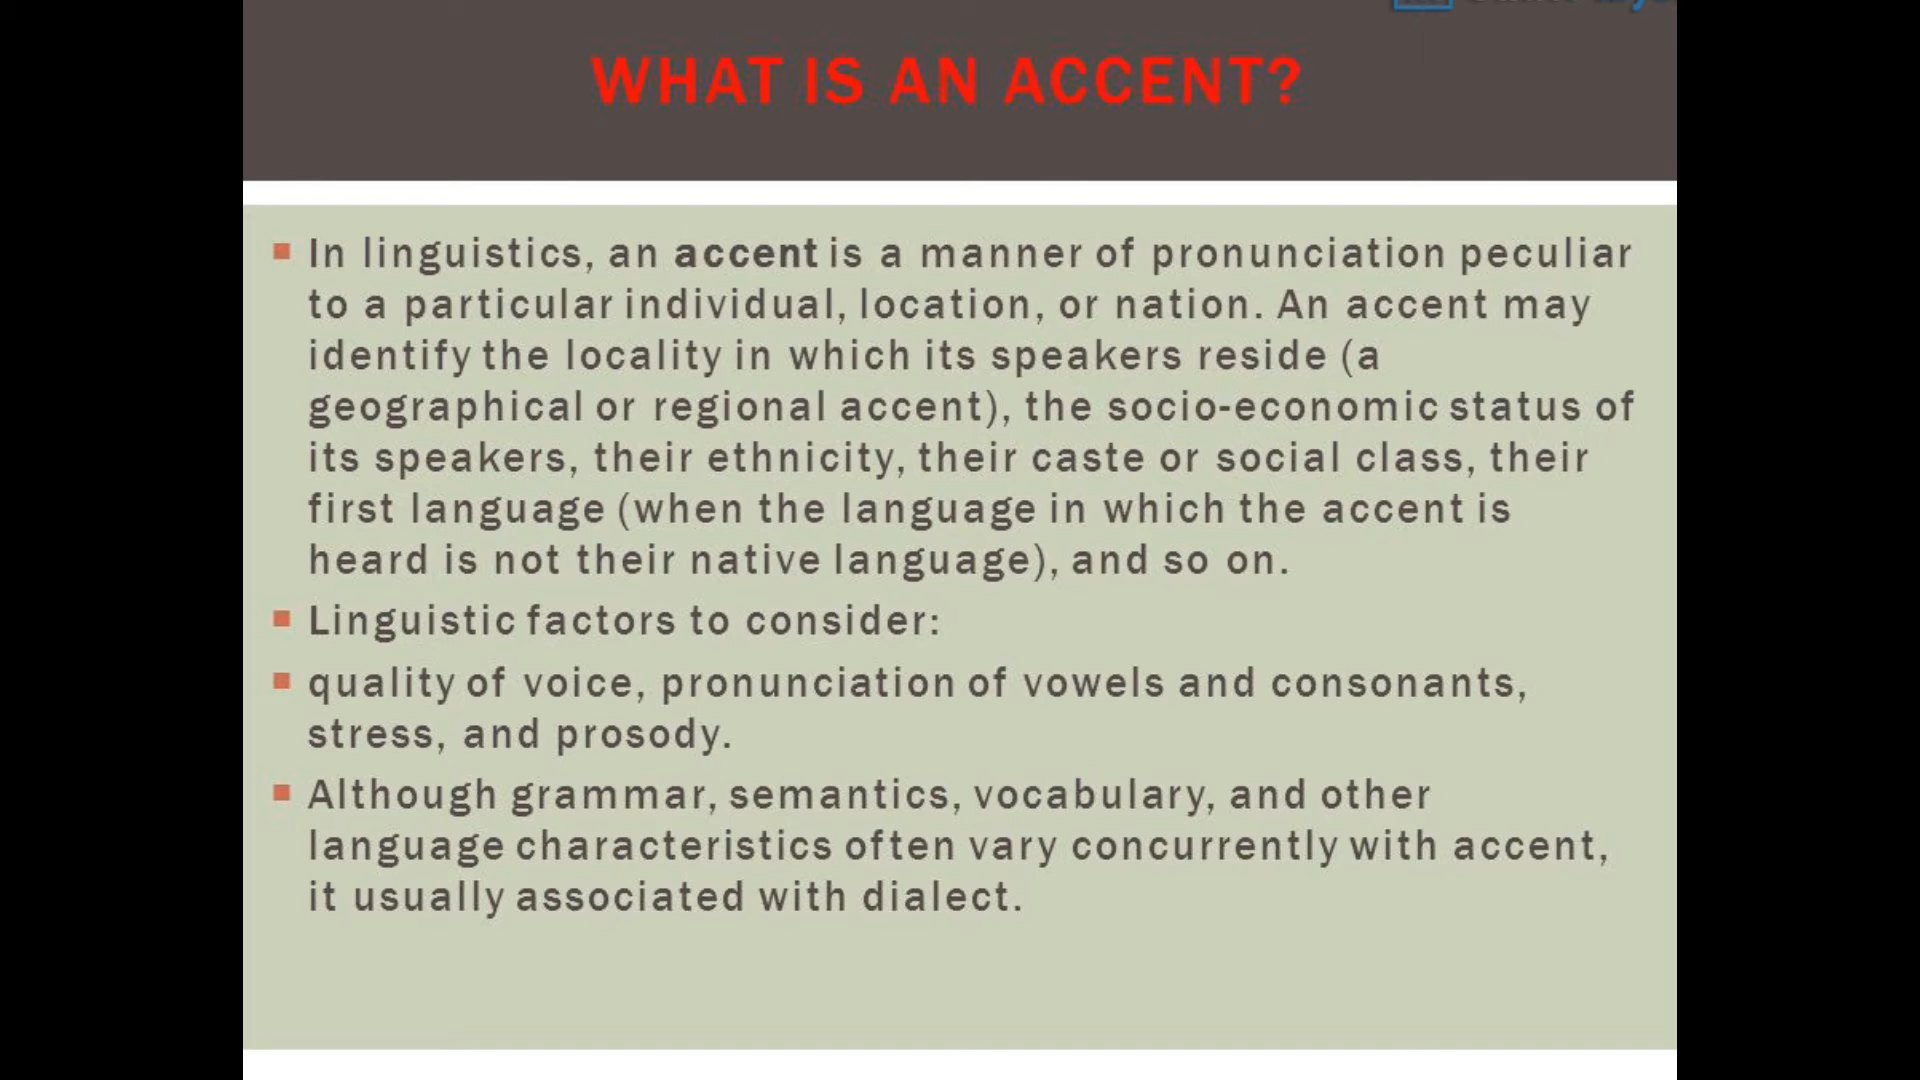 WHAT IS AN ACCENT?
In linguistics, an accent is a manner of pronunciation peculiar
to a particular individual, location, or nation. An accent may
identify the locality in which its speakers reside (a
geographical or regional accent), the socio-economic status of
its speakers, their ethnicity, their caste or social class, their
first language (when the language in which the accent is
heard is not their native language), and so on.
Linguistic factors to consider:
quality of voice, pronunciation of vowels and consonants,
stress, and prosody.
Although grammar, semantics, vocabulary, and other
language characteristics often vary concurrently with accent,
it usually associated with dialect.